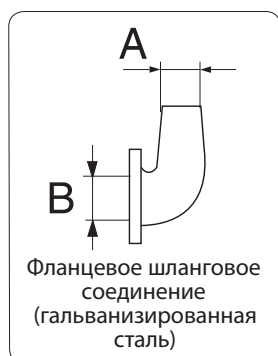 A
B
Фланцевое шланговое
соединение
(гальванизированная
сталь)